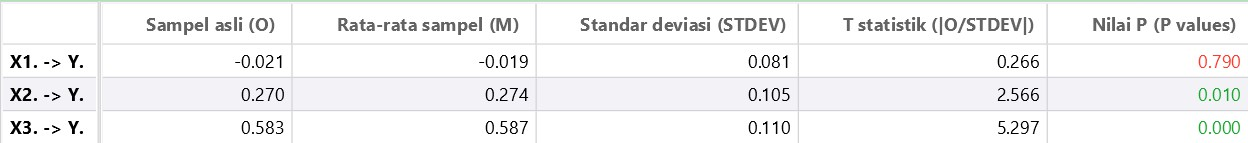 Sampel asli (O) Rata-rata sampel (M) Standar deviasi (STDEV) T statistik (|O/STDEV|) Nilai P (P values)
X1. -> Y. -0.021 -0.019 0.081 0.266 0.790
X2. -> Y. 0.270 0.274 0.105 2.566 0.010
X3. -> Y. 0.583 0.587 0.110 5.297 0.000